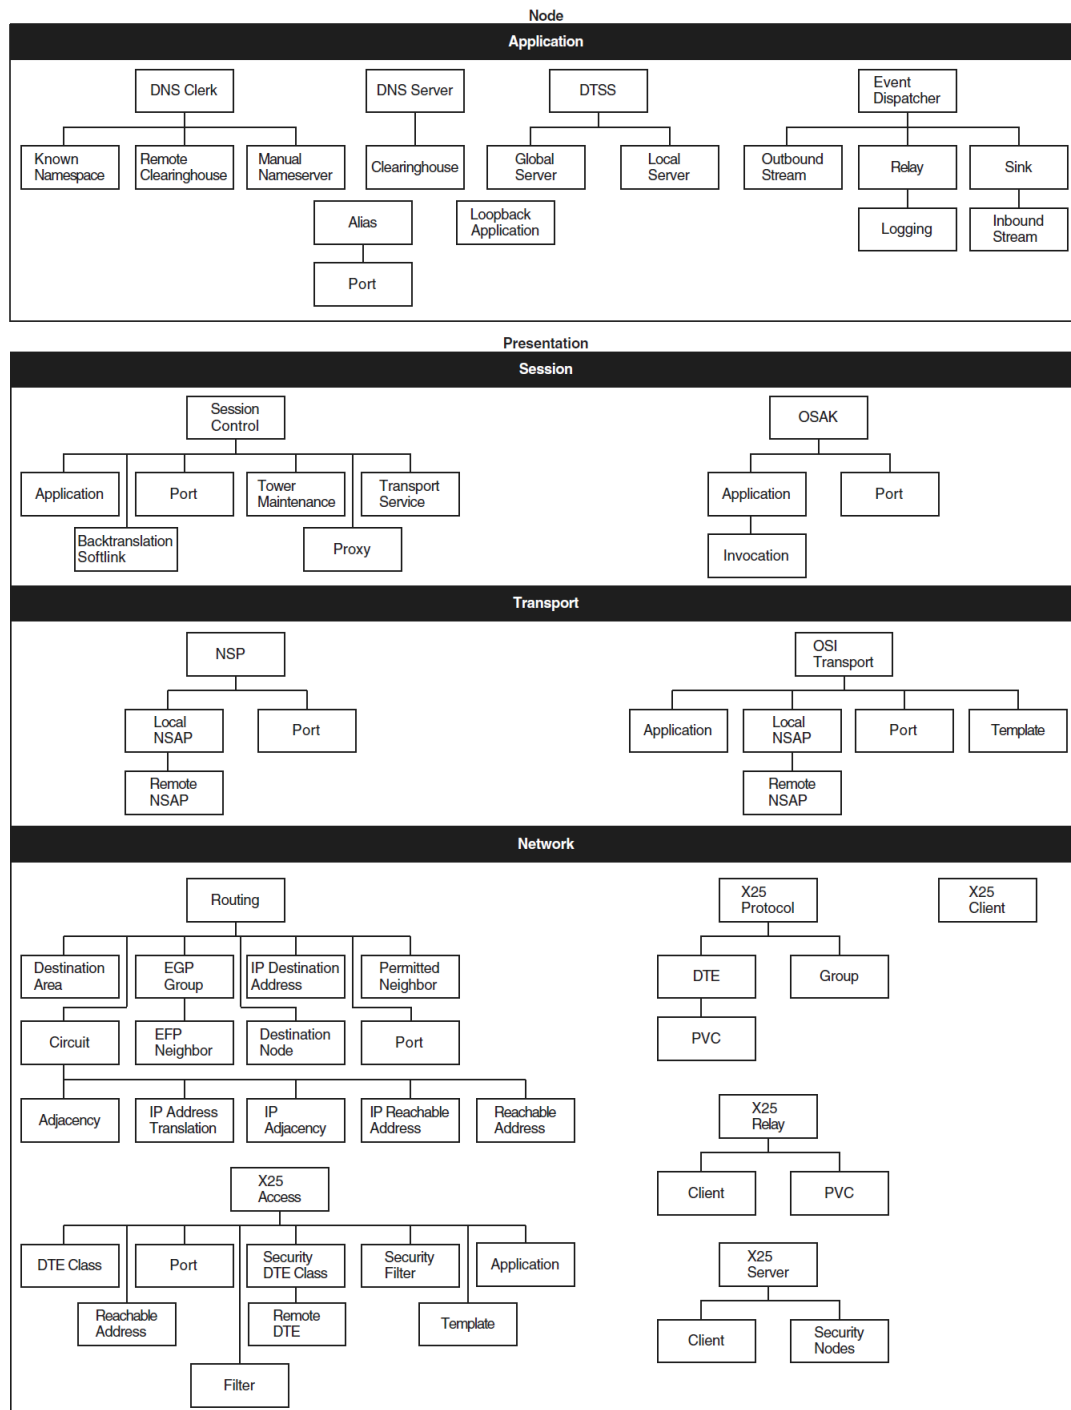 Node
Application
DNS Clerk
DNS Server
DTSS
Event
Dispatcher
Known
Namespace
Remote
Clearinghouse
Manual
Nameserver
Clearinghouse
Global
Server
Local
Server
Outbound
Stream
Relay
Sink
Alias
Loopback
Application
Logging
Inbound
Stream
Port
Presentation
Session
Session
Control
OSAK
Application
Port
Tower
Maintenance
Transport
Service
Application
Port
Backtranslation
Softlink
Proxy
Invocation
Transport
NSP
OSI
Transport
Local
NSAP
Port
Application
Local
NSAP
Port
Template
Remote
NSAP
Remote
NSAP
Network
Routing
X25
Protocol
X25
Client
Destination
Area
EGP
Group
IP Destination
Address
Permitted
Neighbor
DTE
Group
Circuit
EFP
Neighbor
Destination
Node
Port
PVC
Adjacency
IP Address
Translation
IP
Adjacency
IP Reachable
Address
Reachable
Address
X25
Relay
X25
Access
Client
PVC
DTE Class
Port
Security
DTE Class
Security
Filter
Application
X25
Server
Reachable
Address
Remote
DTE
Template
Client
Security
Nodes
Filter